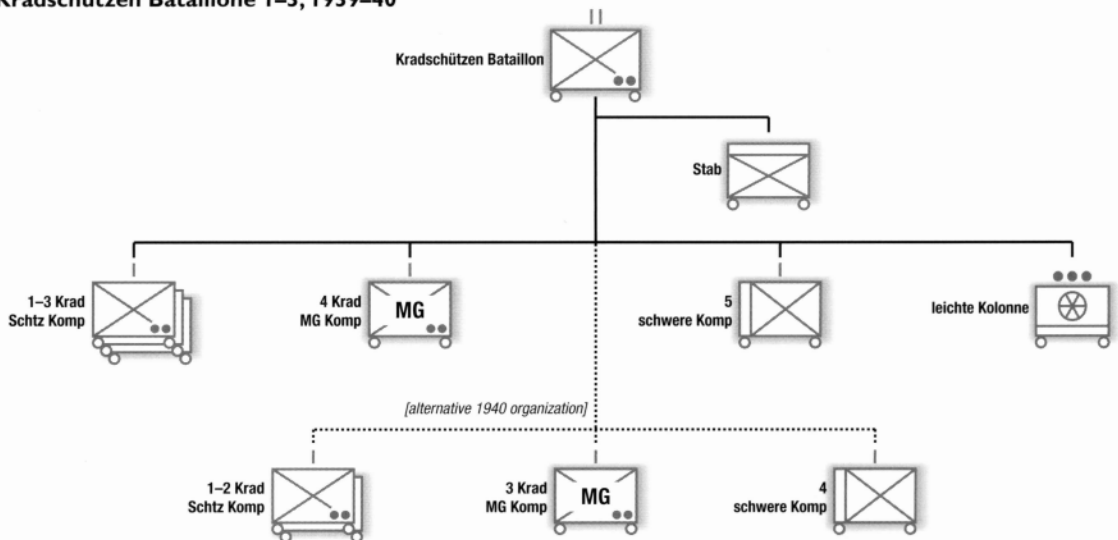 Kradschützen Bataillone 1–3, 1939–40
Kradschützen Bataillon
Stab
1–3 Krad
Schtz Komp
4 Krad
MG Komp
MG
5
schwere Komp
leichte Kolonne
[alternative 1940 organization]
1–2 Krad
Schtz Komp
3 Krad
MG Komp
MG
4
schwere Komp